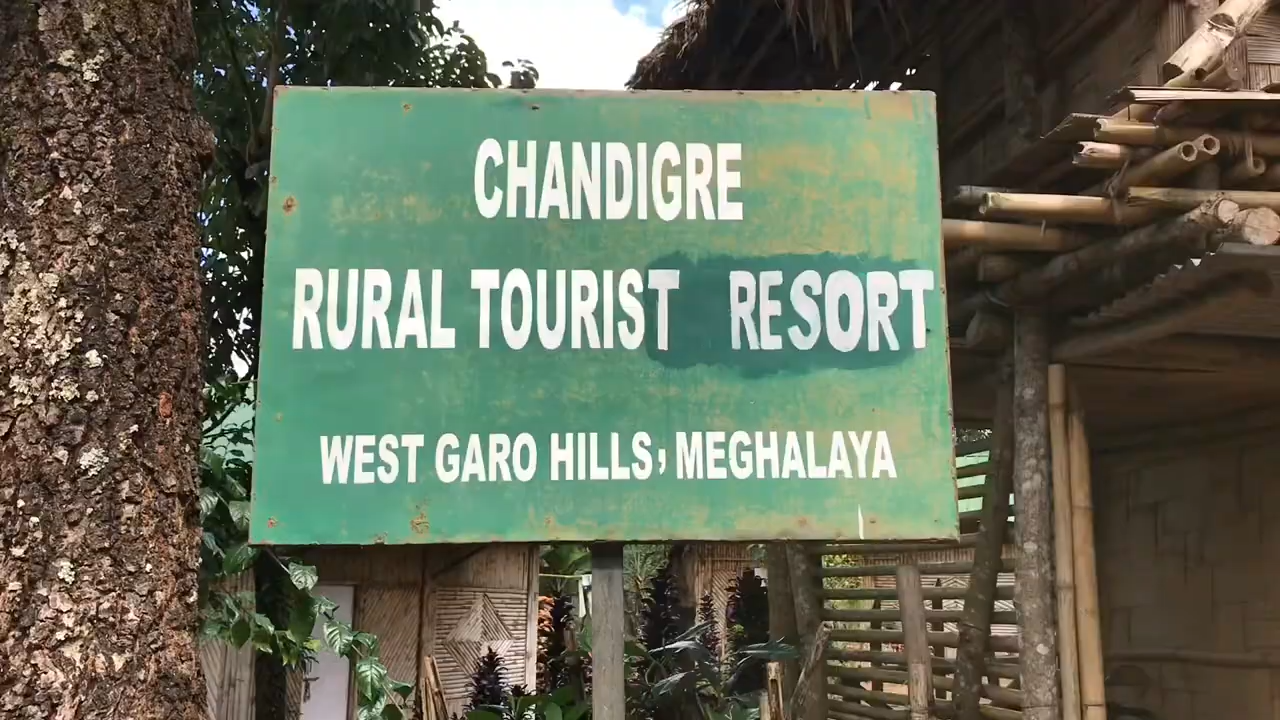 CHANDIGRE
RURAL TOURIST RESORT
WEST GARO HILLS, MEGHALAYA